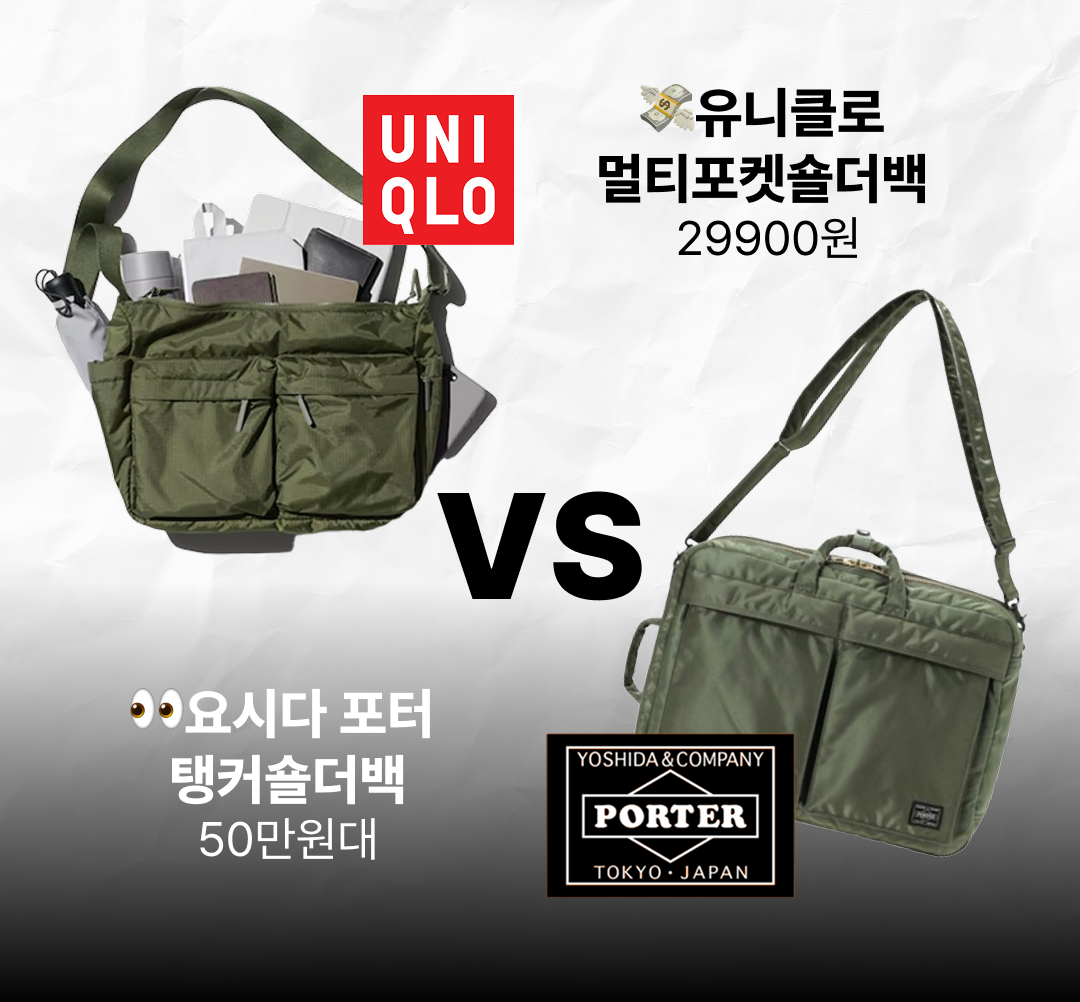 UNI
QLO
💸유니클로
멀티포켓숄더백
29900원
VS
👀요시다 포터
탱커숄더백
50만원대
YOSHIDA & COMPANY
PORTER
TOKYO · JAPAN
PORTER